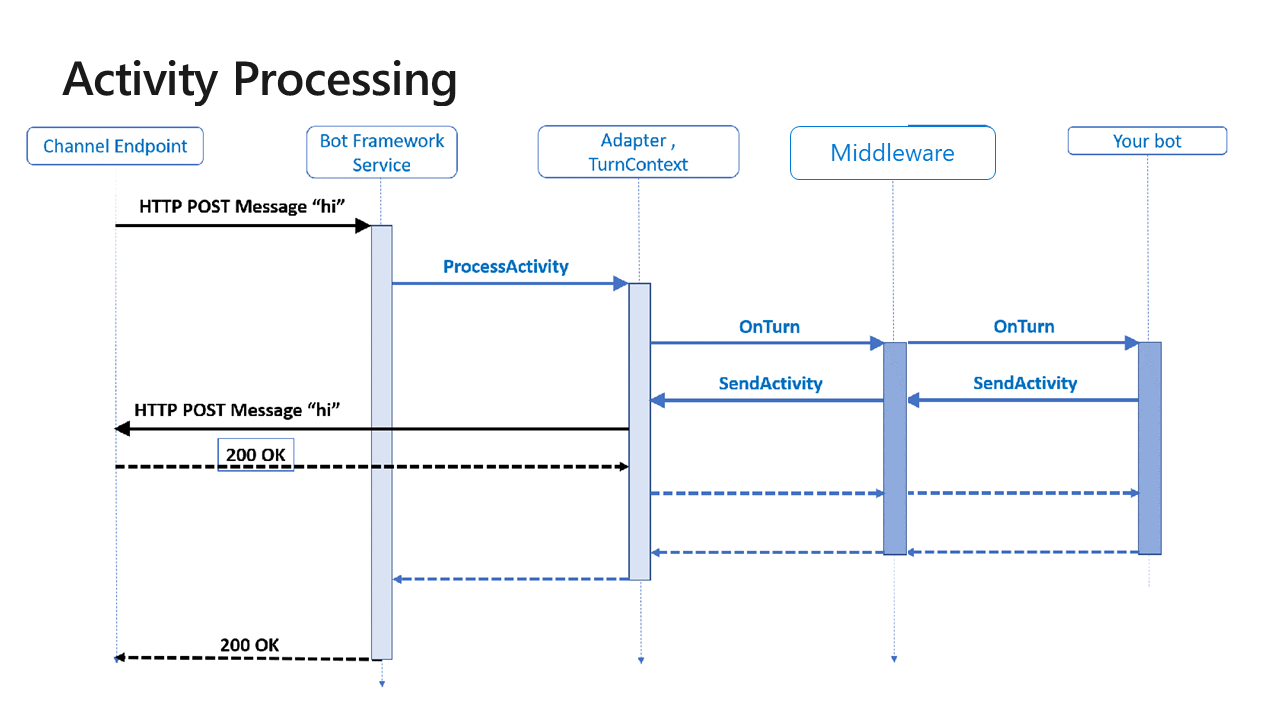 Activity Processing
Channel Endpoint
Bot Framework
Service
Adapter ,
TurnContext
Middleware
Your bot
HTTP POST Message “hi”
ProcessActivity
OnTurn
OnTurn
SendActivity
SendActivity
HTTP POST Message “hi”
200 OK
200 OK